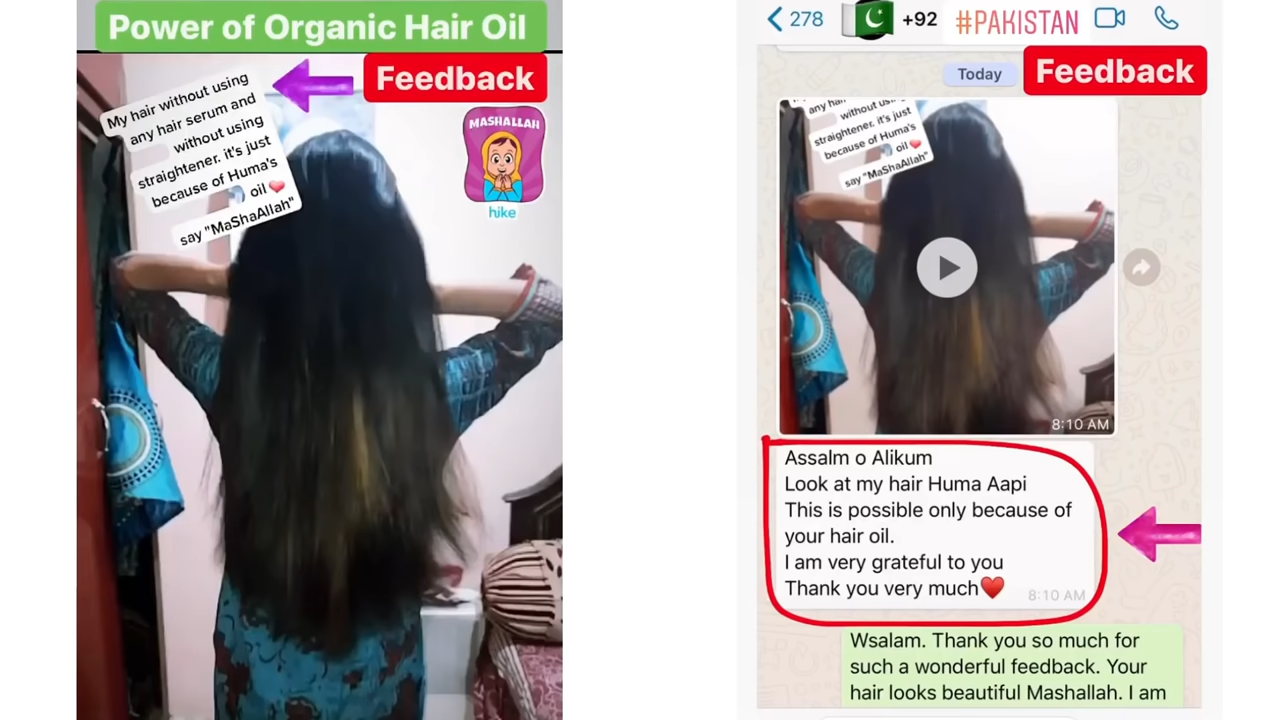 Power of Organic Hair Oil
Feedback
My hair without using
any hair serum and
without using
straightener. it's just
because of Huma's
oil
say "MaShaAllah"
MASHALLAH
hike
278
+92
#PAKISTAN
Feedback
Today
any hair
without usi
straightener. it's just
because of Huma's
oil
say "MaShaAllah"
8:10 AM
Assalm o Alikum
Look at my hair Huma Aapi
This is possible only because of
your hair oil.
I am very grateful to you
Thank you very much
8:10 AM
Wsalam. Thank you so much for
such a wonderful feedback. Your
hair looks beautiful Mashallah. I am